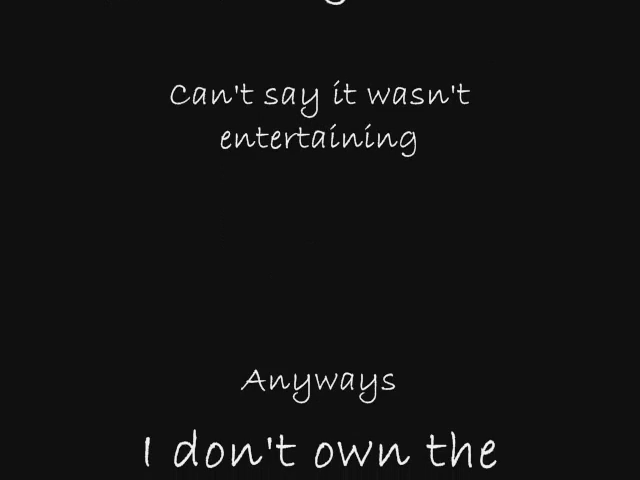 Can't say it wasn't
entertaining
Anyways
I don't own the